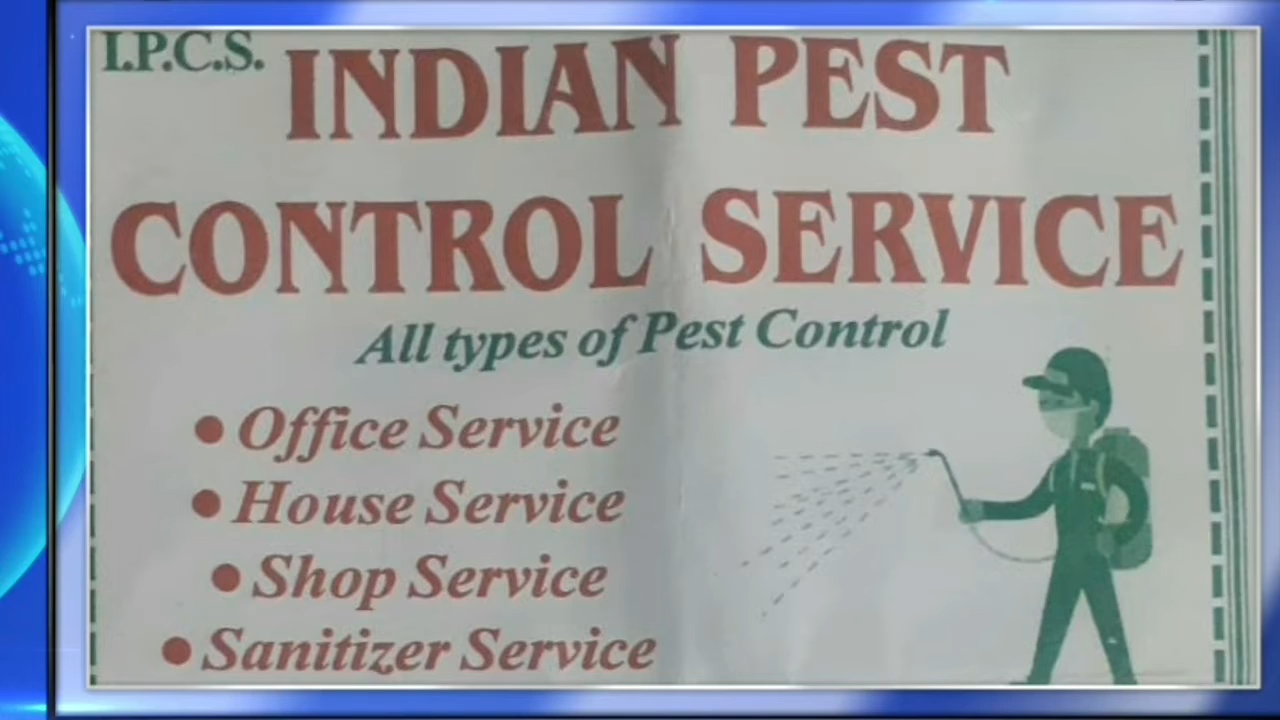 I.P.C.S.
INDIAN PEST
CONTROL SERVICE
All types of Pest Control
• Office Service
• House Service
• Shop Service
• Sanitizer Service